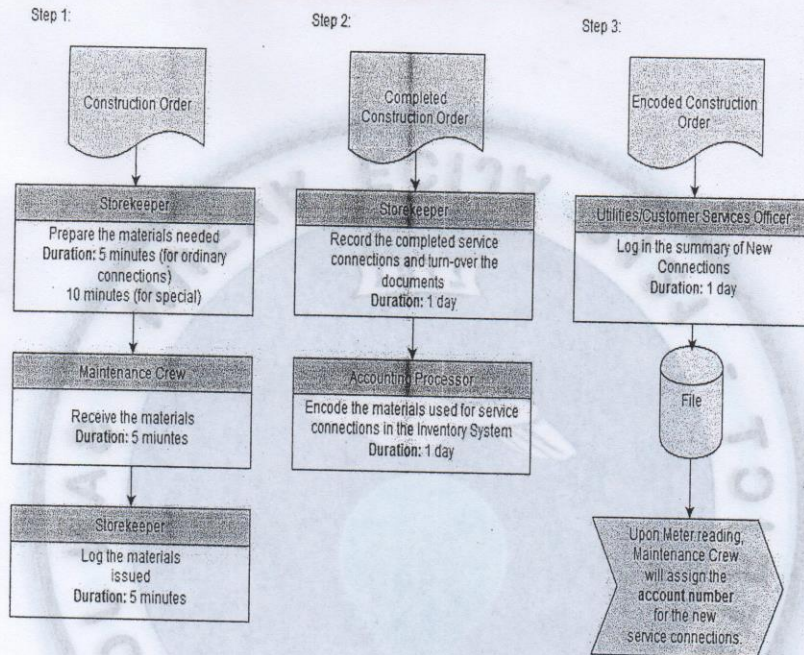 Step 1:
Construction Order
Storekeeper
Prepare the materials needed
Duration: 5 minutes (for ordinary
connections)
10 minutes (for special)
Maintenance Crew
Receive the materials
Duration: 5 miuntes
Storekeeper
Log the materials
issued
Duration: 5 minutes
Step 2:
Completed
Construction Order
Storekeeper
Record the completed service
connections and turn-over the
documents
Duration: 1 day
Accounting Processor
Encode the materials used for service
connections in the Inventory System
Duration: 1 day
Step 3:
Encoded Construction
Order
Utilities/Customer Services Officer
Log in the summary of New
Connections
Duration: 1 day
File
Upon Meter reading,
Maintenance Crew
will assign the
account number
for the new
service connections.